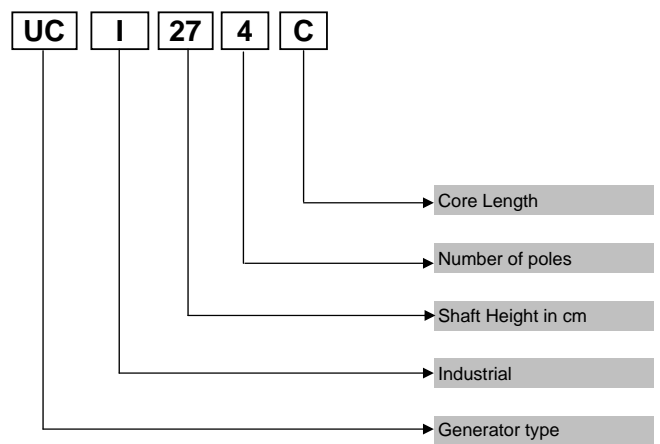 UC I 27 4 C
Core Length
Number of poles
Shaft Height in cm
Industrial
Generator type